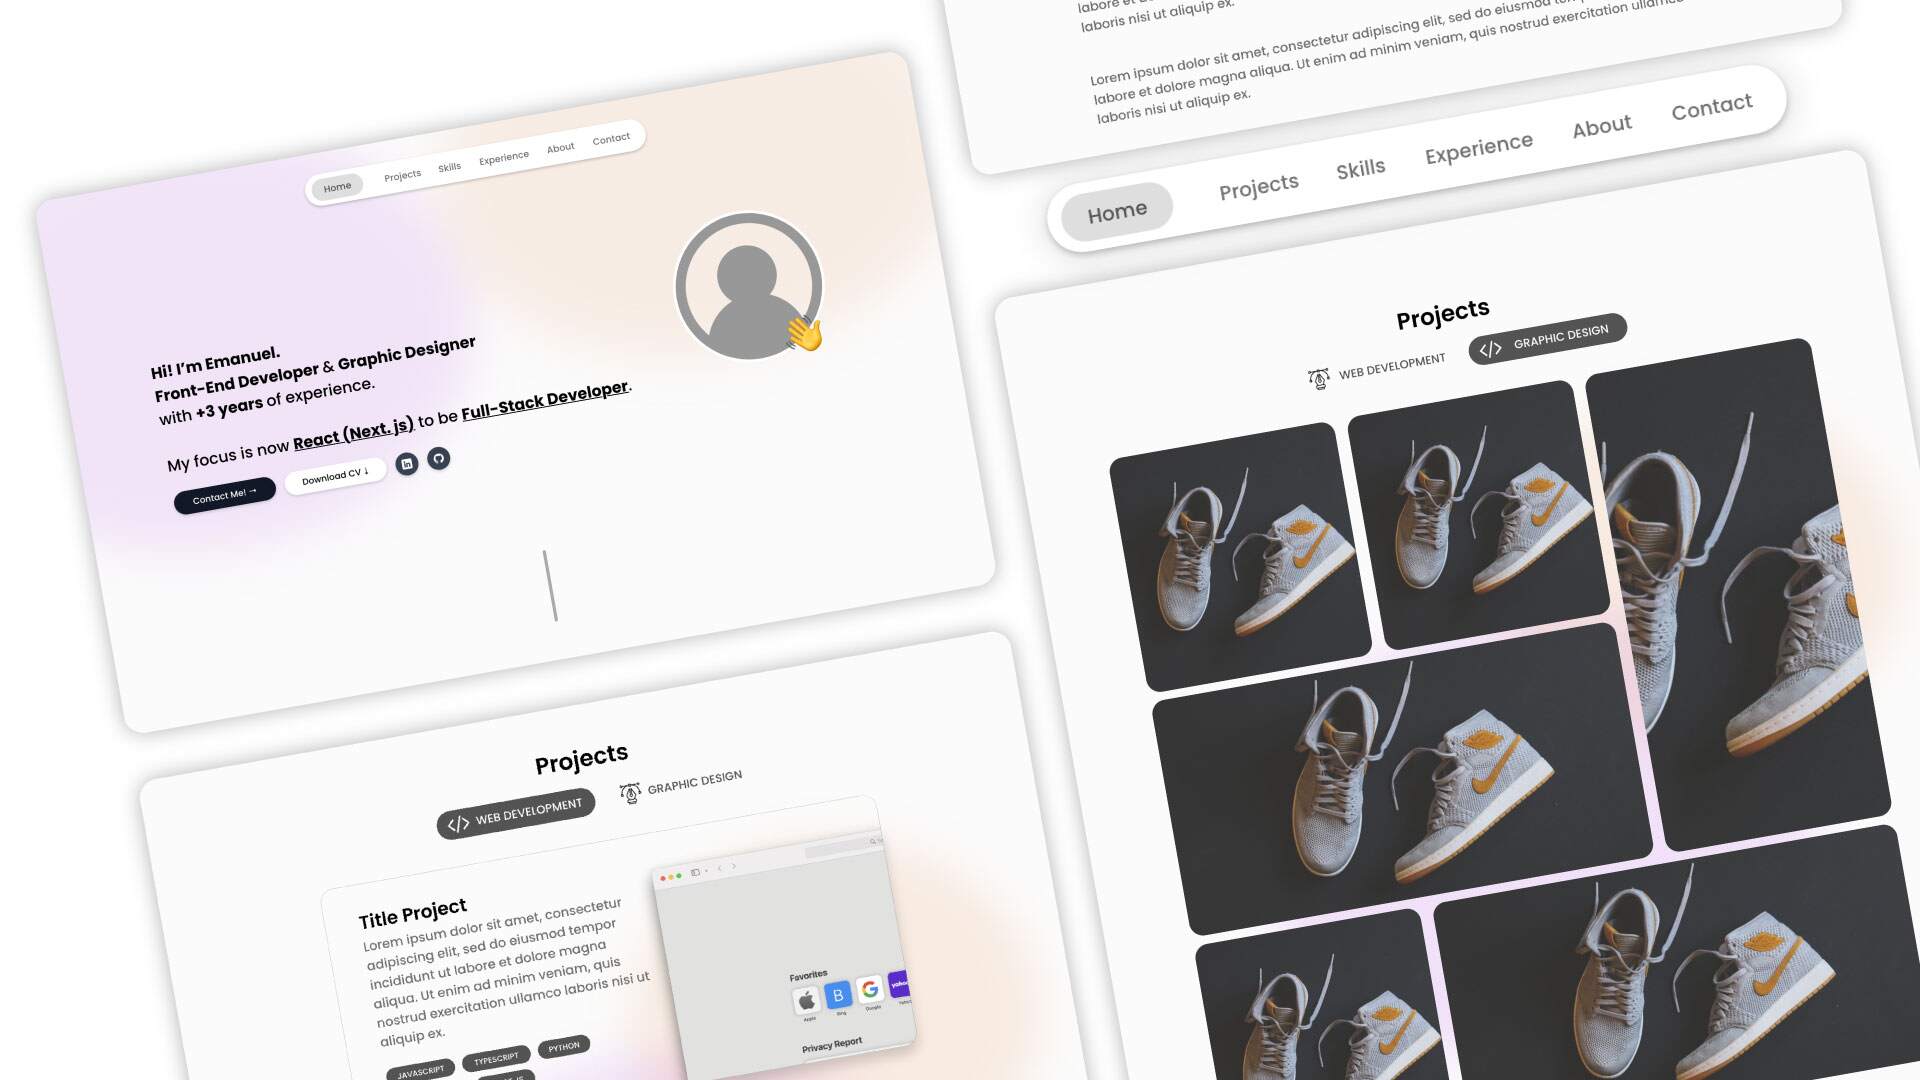 Home Projects Skills Experience About Contact
Hi! I’m Emanuel.
Front-End Developer & Graphic Designer
with +3 years of experience.
My focus is now React (Next. js) to be Full-Stack Developer.
Contact Me! → Download CV ↓
Projects
WEB DEVELOPMENT GRAPHIC DESIGN
Title Project
Lorem ipsum dolor sit amet, consectetur
adipiscing elit, sed do eiusmod tempor
incididunt ut labore et dolore magna
aliqua. Ut enim ad minim veniam, quis
nostrud exercitation ullamco laboris nisi ut
aliquip ex.
JAVASCRIPT TYPESCRIPT PYTHON
Favorites
Apple Bing Google Yahoo
Privacy Report
labore et
laboris nisi ut aliquip ex.
Lorem ipsum dolor sit amet, consectetur adipiscing elit, sed do eiusmod
labore et dolore magna aliqua. Ut enim ad minim veniam, quis nostrud exercitation ullamco
laboris nisi ut aliquip ex.
Home Projects Skills Experience About Contact
Projects
WEB DEVELOPMENT GRAPHIC DESIGN